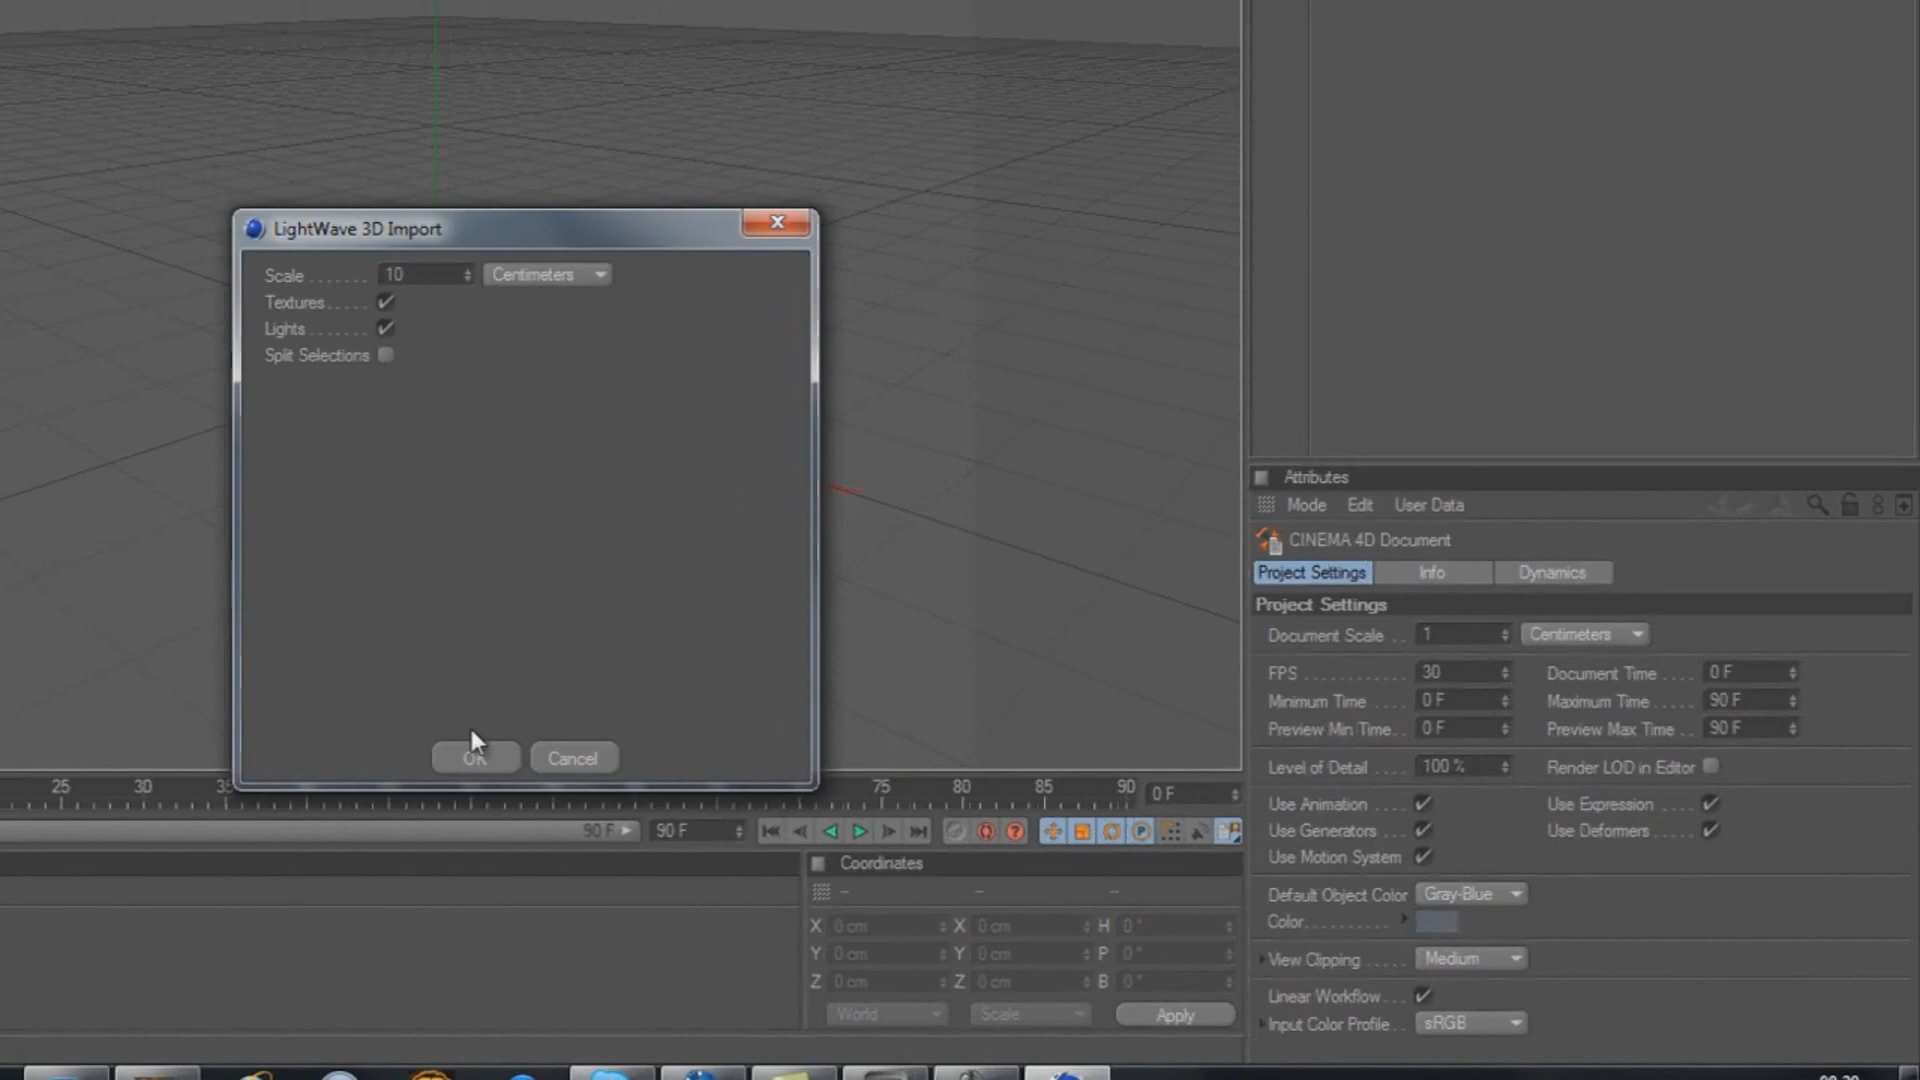 LightWave 3D Import
X
Scale 10 Centimeters
Textures
Lights
Split Selections
OK Cancel
25 30 35 75 80 85 90 0 F
90 F 90 F
Coordinates
X 0 cm X 0 cm H 0 °
Y 0 cm Y 0 cm P 0 °
Z 0 cm Z 0 cm B 0 °
World Scale Apply
Attributes
Mode Edit User Data
CINEMA 4D Document
Project Settings Info Dynamics
Project Settings
Document Scale 1 Centimeters
FPS 30 Document Time 0 F
Minimum Time 0 F Maximum Time 90 F
Preview Min Time 0 F Preview Max Time 90 F
Level of Detail 100 % Render LOD in Editor
Use Animation Use Expression
Use Generators Use Deformers
Use Motion System
Default Object Color Gray-Blue
Color
View Clipping Medium
Linear Workflow
Input Color Profile sRGB